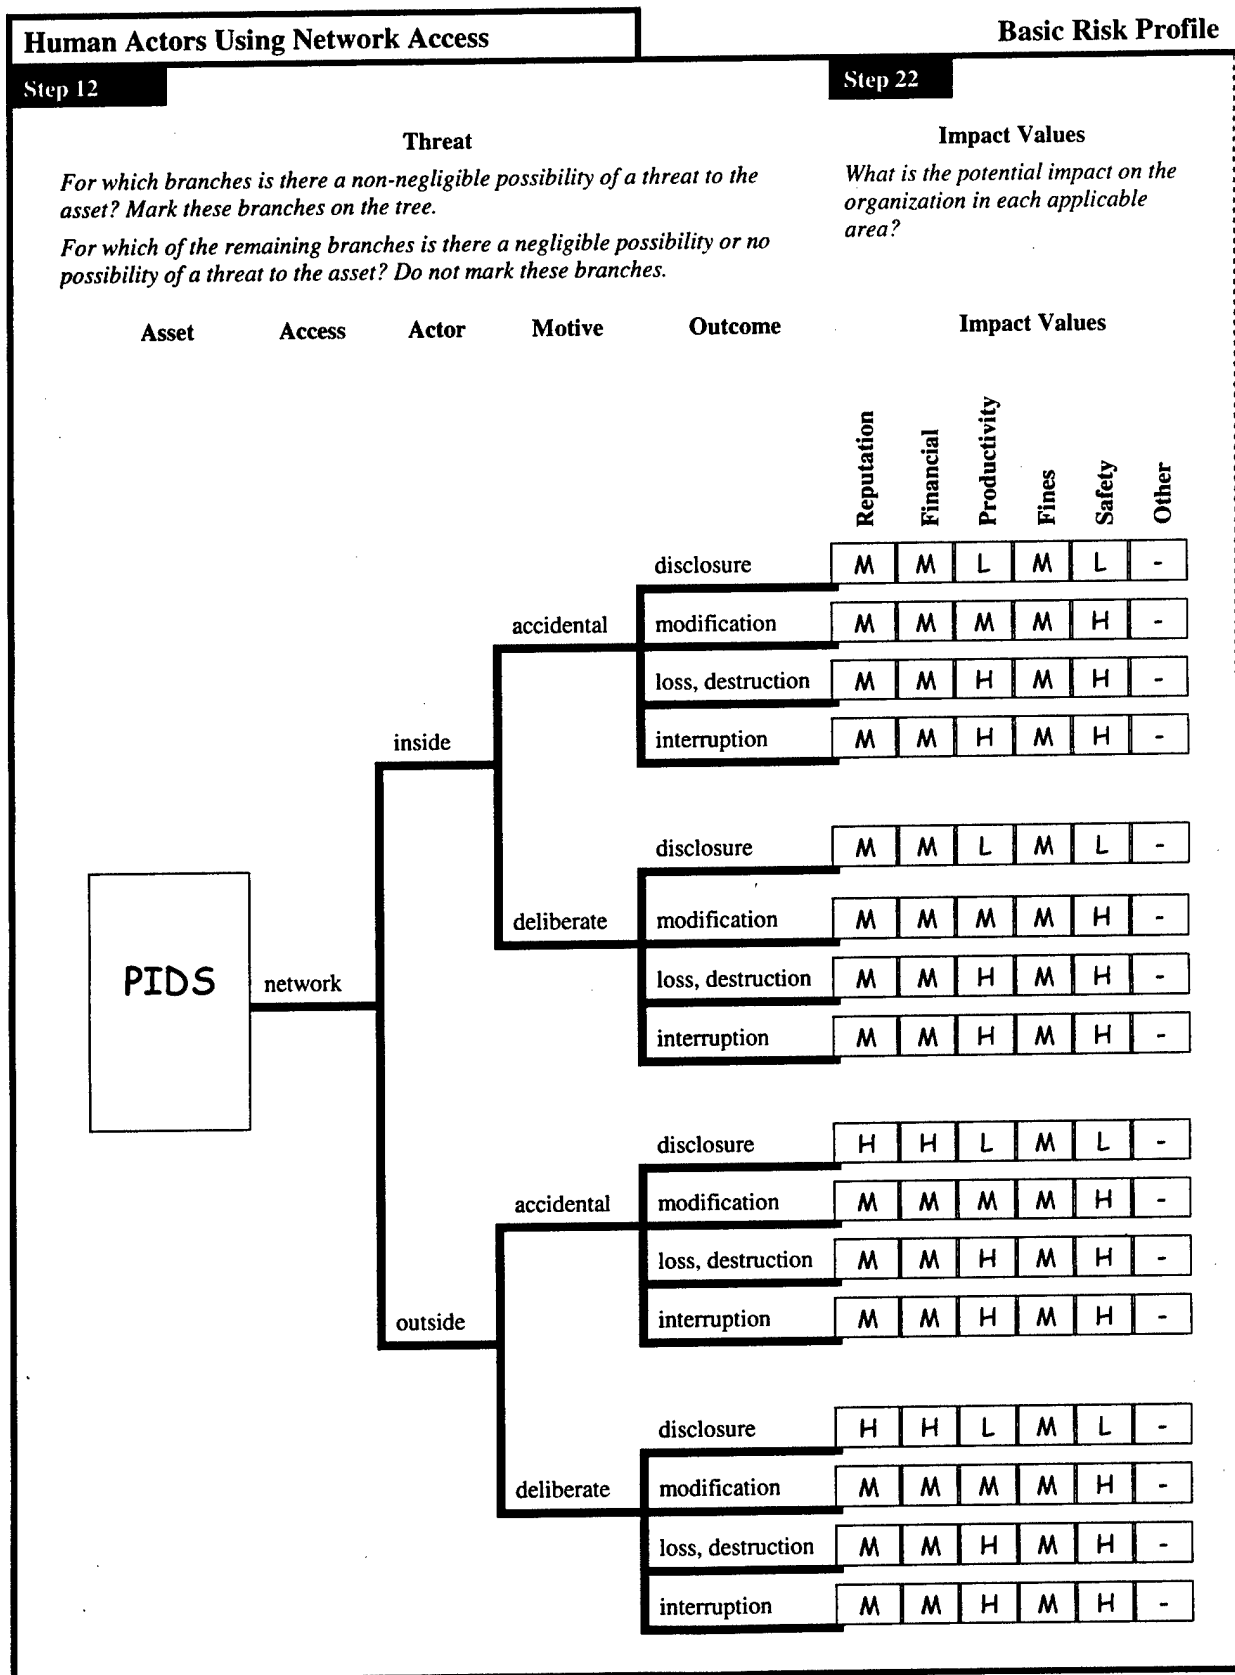 Human Actors Using Network Access
Basic Risk Profile
Step 12
Step 22
Threat
Impact Values
For which branches is there a non-negligible possibility of a threat to the
asset? Mark these branches on the tree.
For which of the remaining branches is there a negligible possibility or no
possibility of a threat to the asset? Do not mark these branches.
What is the potential impact on the
organization in each applicable
area?
Asset Access Actor Motive Outcome Impact Values
Reputation
Financial
Productivity
Fines
Safety
Other
disclosure M M L M L -
accidental modification M M M M H -
loss, destruction M M H M H -
inside interruption M M H M H -
disclosure M M L M L -
deliberate modification M M M M H -
PIDS network loss, destruction M M H M H -
interruption M M H M H -
disclosure H H L M L -
accidental modification M M M M H -
loss, destruction M M H M H -
outside interruption M M H M H -
disclosure H H L M L -
deliberate modification M M M M H -
loss, destruction M M H M H -
interruption M M H M H -